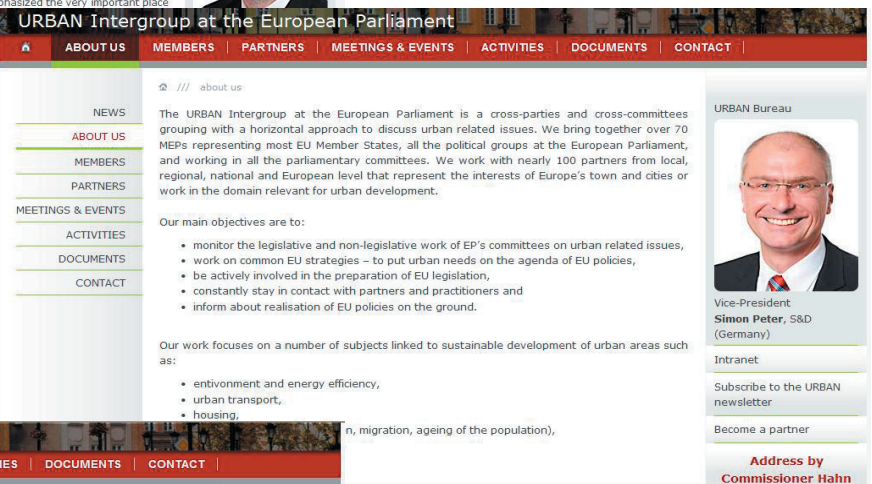 emphasized the very important place
URBAN Intergroup at the European Parliament
ABOUT US MEMBERS | PARTNERS | MEETINGS & EVENTS | ACTIVITIES | DOCUMENTS | CONTACT |
/// about us
NEWS
ABOUT US
MEMBERS
PARTNERS
MEETINGS & EVENTS
ACTIVITIES
DOCUMENTS
CONTACT
The URBAN Intergroup at the European Parliament is a cross-parties and cross-committees
grouping with a horizontal approach to discuss urban related issues. We bring together over 70
MEPs representing most EU Member States, all the political groups at the European Parliament,
and working in all the parliamentary committees. We work with nearly 100 partners from local,
regional, national and European level that represent the interests of Europe's town and cities or
work in the domain relevant for urban development.
Our main objectives are to:
• monitor the legislative and non-legislative work of EP's committees on urban related issues,
• work on common EU strategies – to put urban needs on the agenda of EU policies,
• be actively involved in the preparation of EU legislation,
• constantly stay in contact with partners and practitioners and
• inform about realisation of EU policies on the ground.
Our work focuses on a number of subjects linked to sustainable development of urban areas such
as:
• entivonment and energy efficiency,
• urban transport,
• housing,
n, migration, ageing of the population),
URBAN Bureau
Vice-President
Simon Peter, S&D
(Germany)
Intranet
Subscribe to the URBAN
newsletter
Become a partner
Address by
Commissioner Hahn
IES | DOCUMENTS | CONTACT |